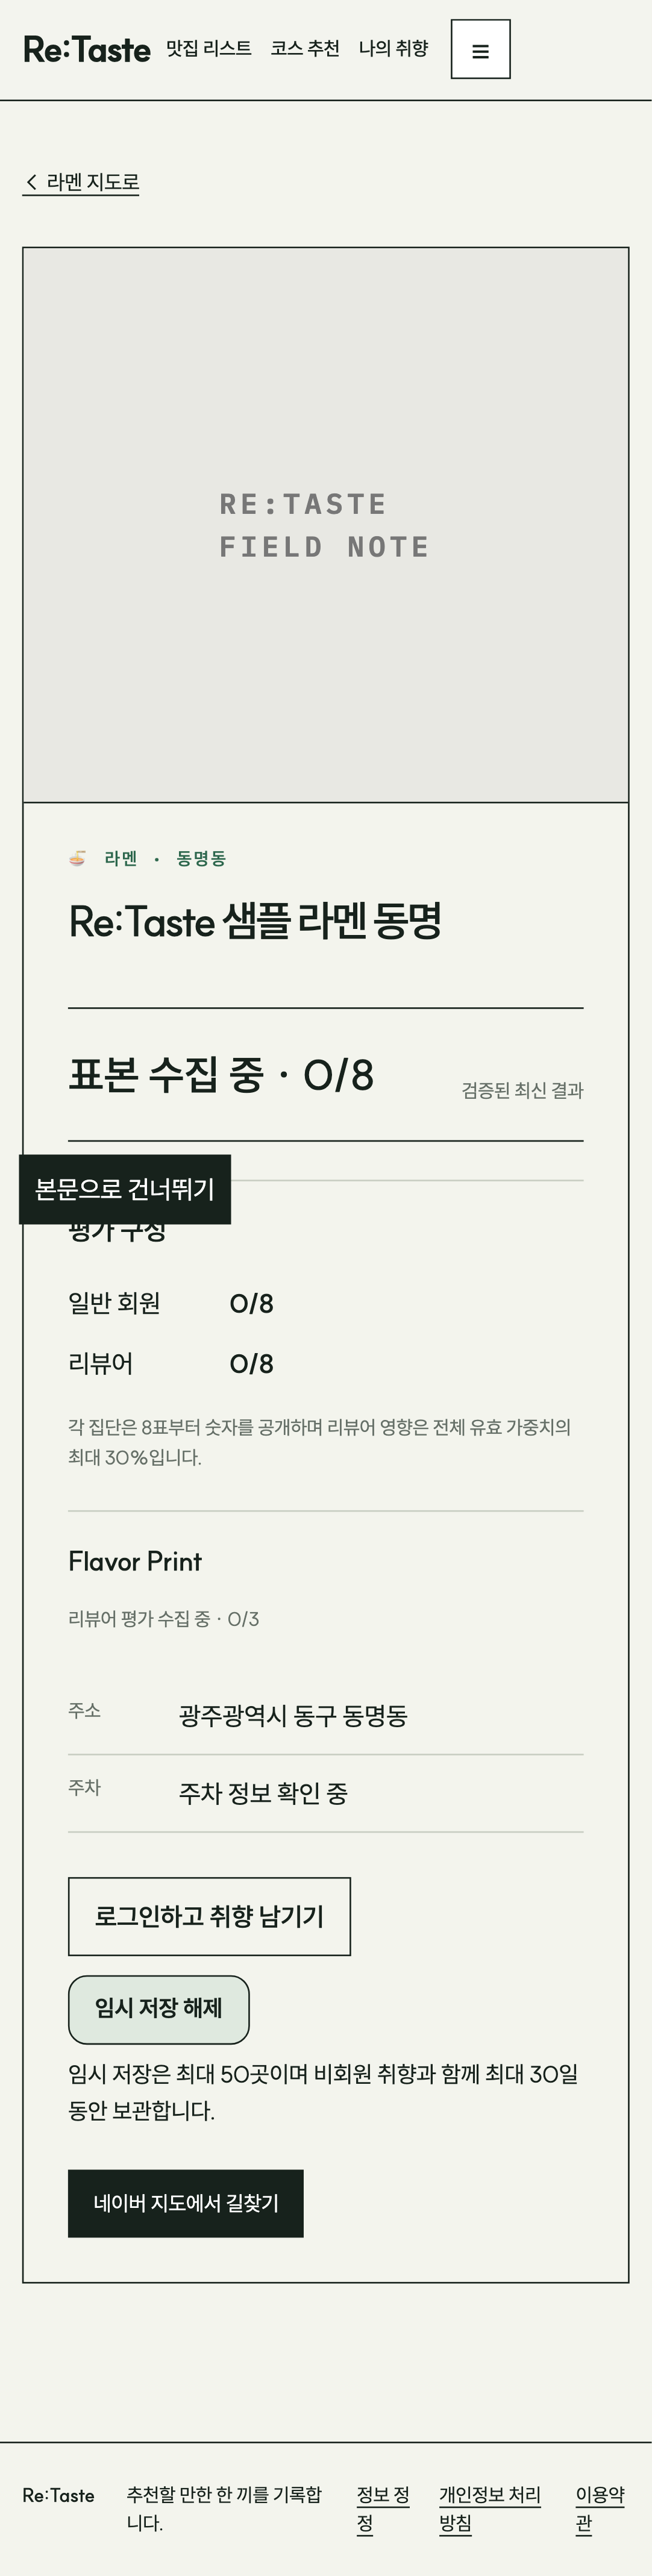 Re:Taste 맛집 리스트 코스 추천 나의 취향 ≡
라멘 지도로
RE:TASTE
FIELD NOTE
라멘 · 동명동
Re:Taste 샘플 라멘 동명
표본 수집 중 · 0/8 검증된 최신 결과
본문으로 건너뛰기
평가 구성
일반 회원 0/8
리뷰어 0/8
각 집단은 8표부터 숫자를 공개하며 리뷰어 영향은 전체 유효 가중치의
최대 30%입니다.
Flavor Print
리뷰어 평가 수집 중 · 0/3
주소 광주광역시 동구 동명동
주차 주차 정보 확인 중
로그인하고 취향 남기기
임시 저장 해제
임시 저장은 최대 50곳이며 비회원 취향과 함께 최대 30일
동안 보관합니다.
네이버 지도에서 길찾기
Re:Taste 추천할 만한 한 끼를 기록합 정보 정 개인정보 처리 이용약
니다. 정 방침 관